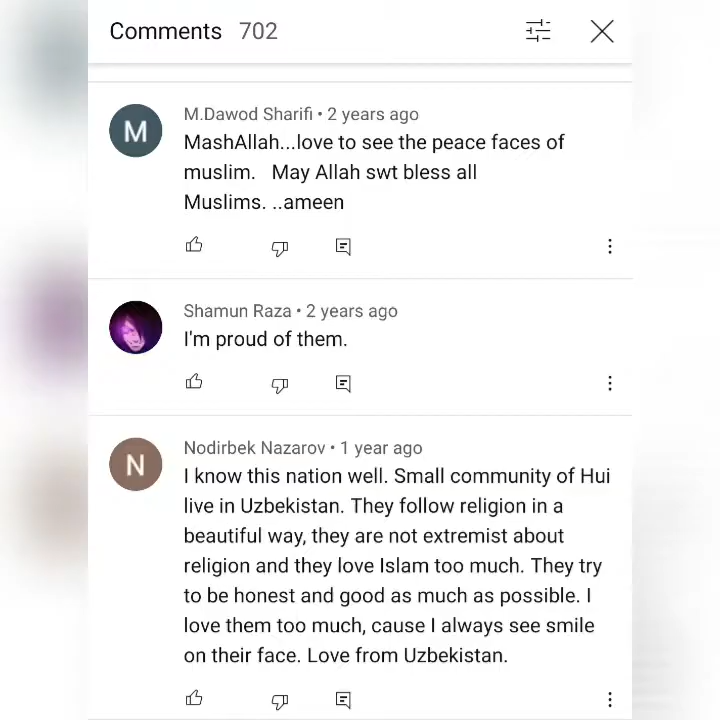 Comments 702
M.Dawod Sharifi • 2 years ago
M
MashAllah...love to see the peace faces of
muslim. May Allah swt bless all
Muslims. ..ameen
Shamun Raza • 2 years ago
I'm proud of them.
Nodirbek Nazarov • 1 year ago
N
I know this nation well. Small community of Hui
live in Uzbekistan. They follow religion in a
beautiful way, they are not extremist about
religion and they love Islam too much. They try
to be honest and good as much as possible. I
love them too much, cause I always see smile
on their face. Love from Uzbekistan.